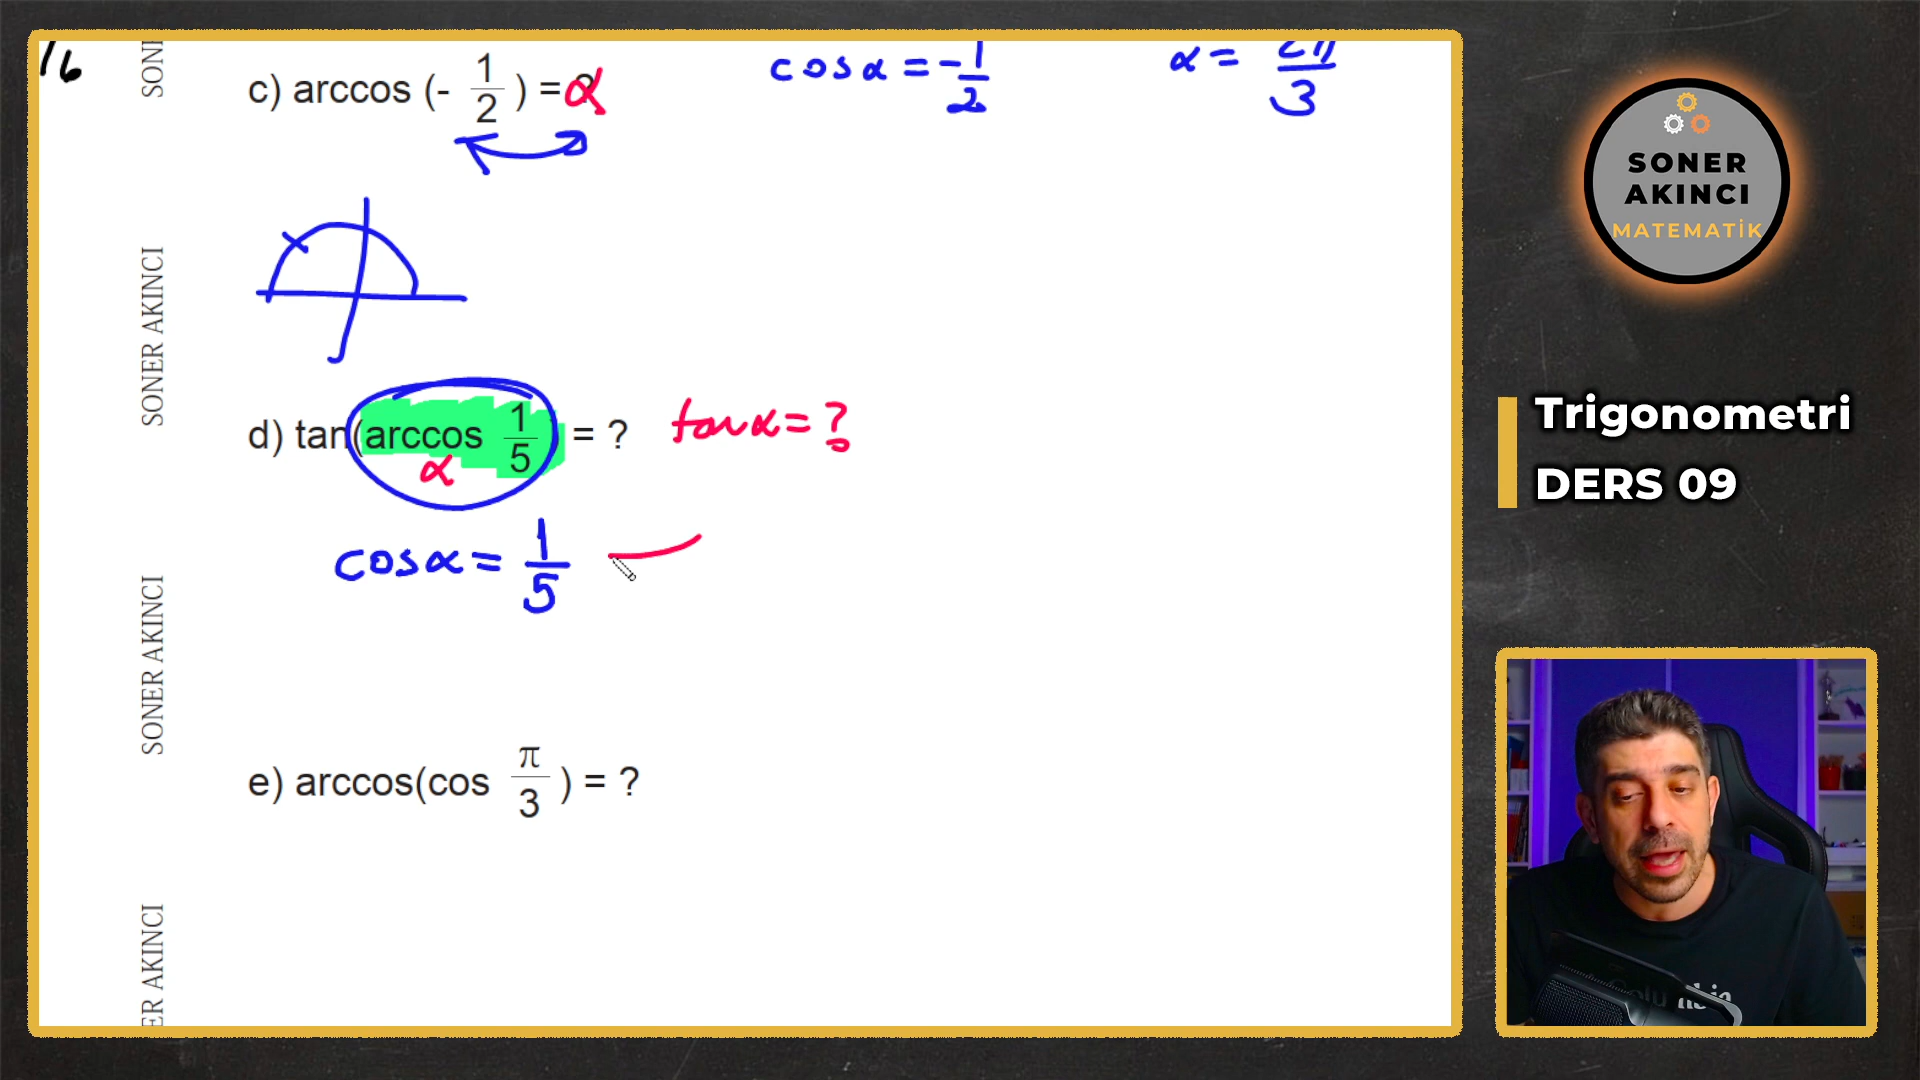 16
c) arccos (- 1/2 ) = α
cos α = -1/2
α = 2π/3
d) tan(arccos 1/5 ) = ?
α
tan α = ?
cos α = 1/5
e) arccos(cos π/3 ) = ?
SONER AKINCI
SONER AKINCI
SONER
AKINCI
MATEMATİK
Trigonometri
DERS 09